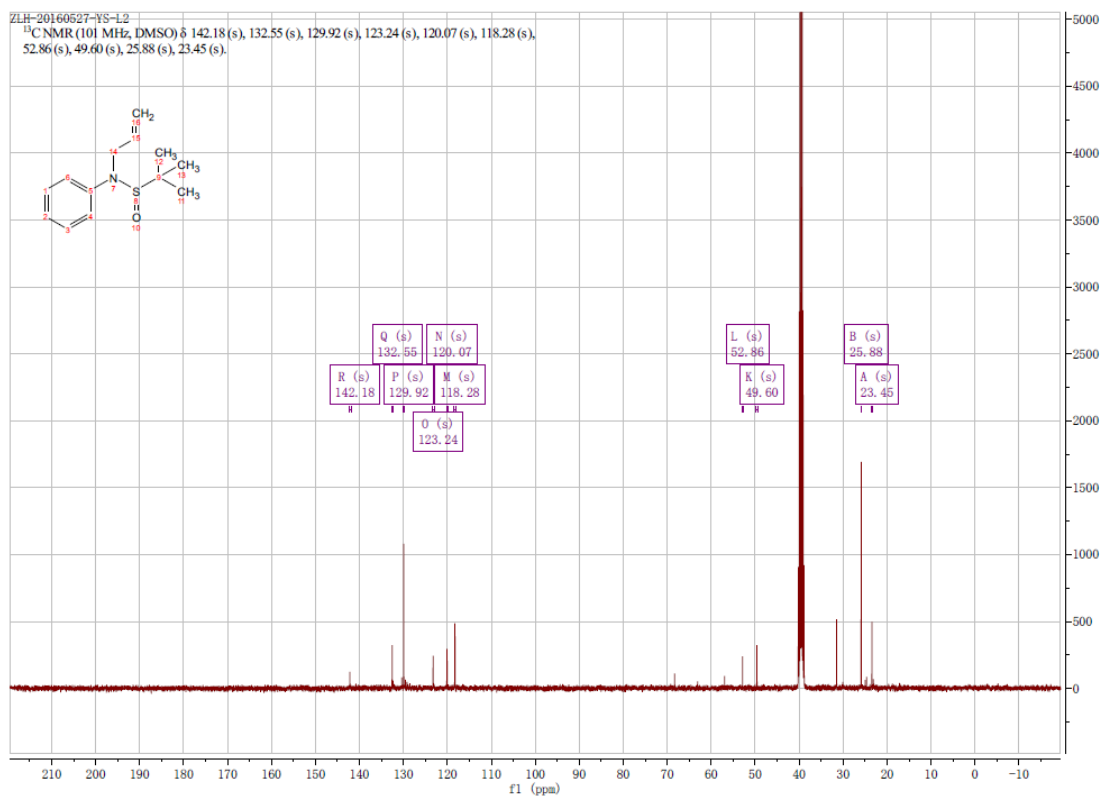 ZLH-20160527-YS-L2
13C NMR (101 MHz, DMSO) δ 142.18 (s), 132.55 (s), 129.92 (s), 123.24 (s), 120.07 (s), 118.28 (s),
52.86 (s), 49.60 (s), 25.88 (s), 23.45 (s).
CH2
16
15
14
CH3
12
13
CH3
6
N
7
9
1
5
S
8
CH3
11
2
4
O
10
3
Q (s)
132.55
N (s)
120.07
R (s)
142.18
P (s)
129.92
M (s)
118.28
O (s)
123.24
L (s)
52.86
K (s)
49.60
B (s)
25.88
A (s)
23.45
5000
4500
4000
3500
3000
2500
2000
1500
1000
500
0
210 200 190 180 170 160 150 140 130 120 110 100 90 80 70 60 50 40 30 20 10 0 -10
f1 (ppm)